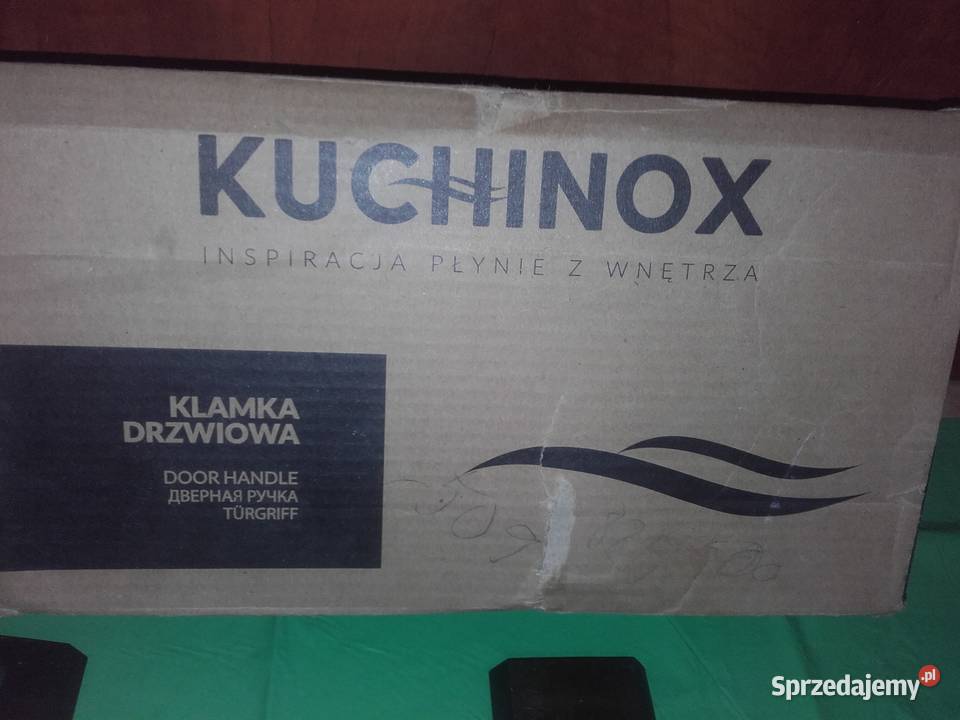 KUCHINOX
INSPIRACJA PŁYNIE Z WNĘTRZA
KLAMKA
DRZWIOWA
DOOR HANDLE
ДВЕРНАЯ РУЧКА
TÜRGRIFF
Sprzedajemy.pl